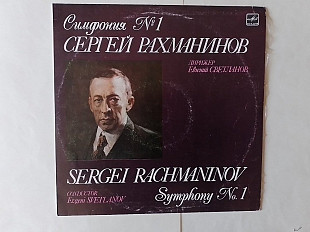 Симфония №1
СЕРГЕЙ РАХМАНИНОВ
ДИРИЖЕР
Евгений СВЕТЛАНОВ
SERGEI RACHMANINOV
CONDUCTOR
Evgeni SVETLANOV
Symphony No. 1